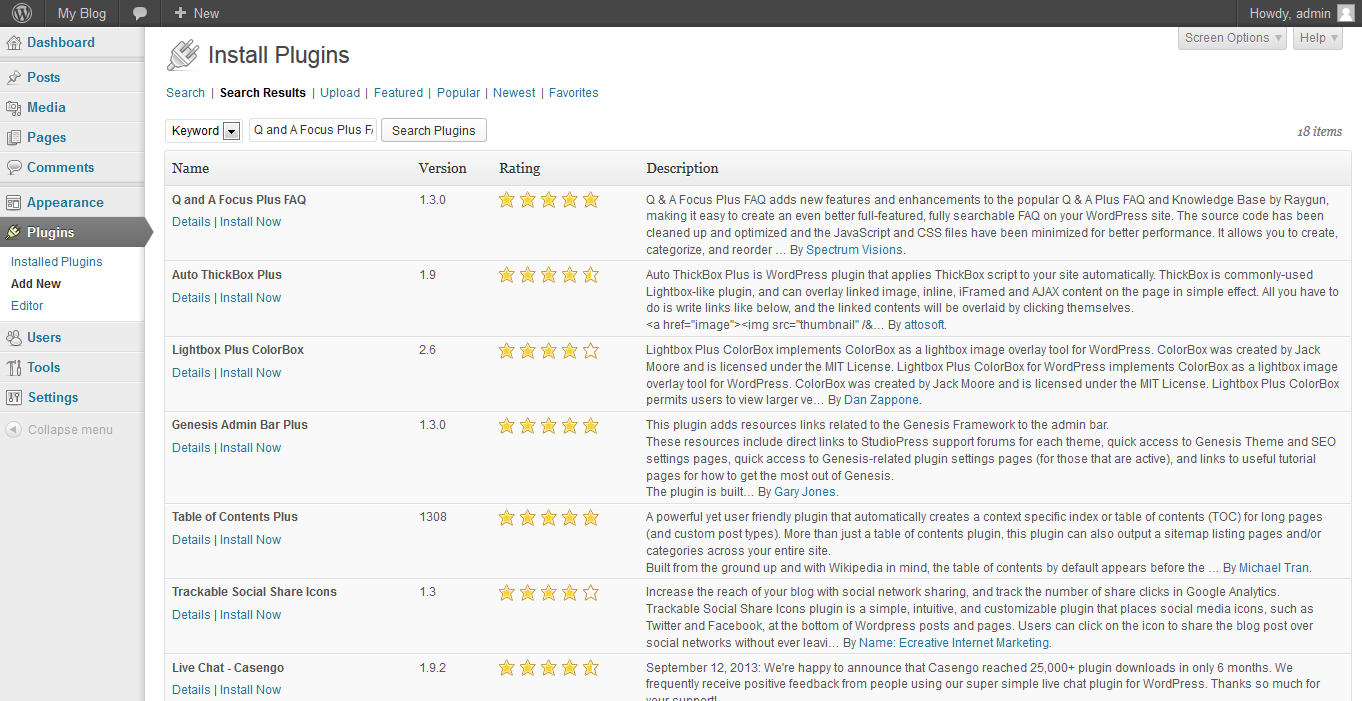 My Blog
New
Howdy, admin
Dashboard
Posts
Media
Pages
Comments
Appearance
Plugins
Installed Plugins
Add New
Editor
Users
Tools
Settings
Collapse menu
Screen Options
Help
Install Plugins
Search | Search Results | Upload | Featured | Popular | Newest | Favorites
Keyword
Q and A Focus Plus FA
Search Plugins
18 items
Name Version Rating Description
Q and A Focus Plus FAQ
Details | Install Now
1.3.0
Q & A Focus Plus FAQ adds new features and enhancements to the popular Q & A Plus FAQ and Knowledge Base by Raygun,
making it easy to create an even better full-featured, fully searchable FAQ on your WordPress site. The source code has been
cleaned up and optimized and the JavaScript and CSS files have been minimized for better performance. It allows you to create,
categorize, and reorder … By Spectrum Visions.
Auto ThickBox Plus
Details | Install Now
1.9
Auto ThickBox Plus is WordPress plugin that applies ThickBox script to your site automatically. ThickBox is commonly-used
Lightbox-like plugin, and can overlay linked image, inline, iFramed and AJAX content on the page in simple effect. All you have to
do is write links like below, and the linked contents will be overlaid by clicking themselves.
<a href="image"><img src="thumbnail" /&… By attosoft.
Lightbox Plus ColorBox
Details | Install Now
2.6
Lightbox Plus ColorBox implements ColorBox as a lightbox image overlay tool for WordPress. ColorBox was created by Jack
Moore and is licensed under the MIT License. Lightbox Plus ColorBox for WordPress implements ColorBox as a lightbox image
overlay tool for WordPress. ColorBox was created by Jack Moore and is licensed under the MIT License. Lightbox Plus ColorBox
permits users to view larger ve… By Dan Zappone.
Genesis Admin Bar Plus
Details | Install Now
1.3.0
This plugin adds resources links related to the Genesis Framework to the admin bar.
These resources include direct links to StudioPress support forums for each theme, quick access to Genesis Theme and SEO
settings pages, quick access to Genesis-related plugin settings pages (for those that are active), and links to useful tutorial
pages for how to get the most out of Genesis.
The plugin is built… By Gary Jones.
Table of Contents Plus
Details | Install Now
1308
A powerful yet user friendly plugin that automatically creates a context specific index or table of contents (TOC) for long pages
(and custom post types). More than just a table of contents plugin, this plugin can also output a sitemap listing pages and/or
categories across your entire site.
Built from the ground up and with Wikipedia in mind, the table of contents by default appears before the … By Michael Tran.
Trackable Social Share Icons
Details | Install Now
1.3
Increase the reach of your blog with social network sharing, and track the number of share clicks in Google Analytics.
Trackable Social Share Icons plugin is a simple, intuitive, and customizable plugin that places social media icons, such as
Twitter and Facebook, at the bottom of Wordpress posts and pages. Users can click on the icon to share the blog post over
social networks without ever leavi… By Name: Ecreative Internet Marketing.
Live Chat - Casengo
Details | Install Now
1.9.2
September 12, 2013: We're happy to announce that Casengo reached 25,000+ plugin downloads in only 6 months. We
frequently receive positive feedback from people using our super simple live chat plugin for WordPress. Thanks so much for
your support!